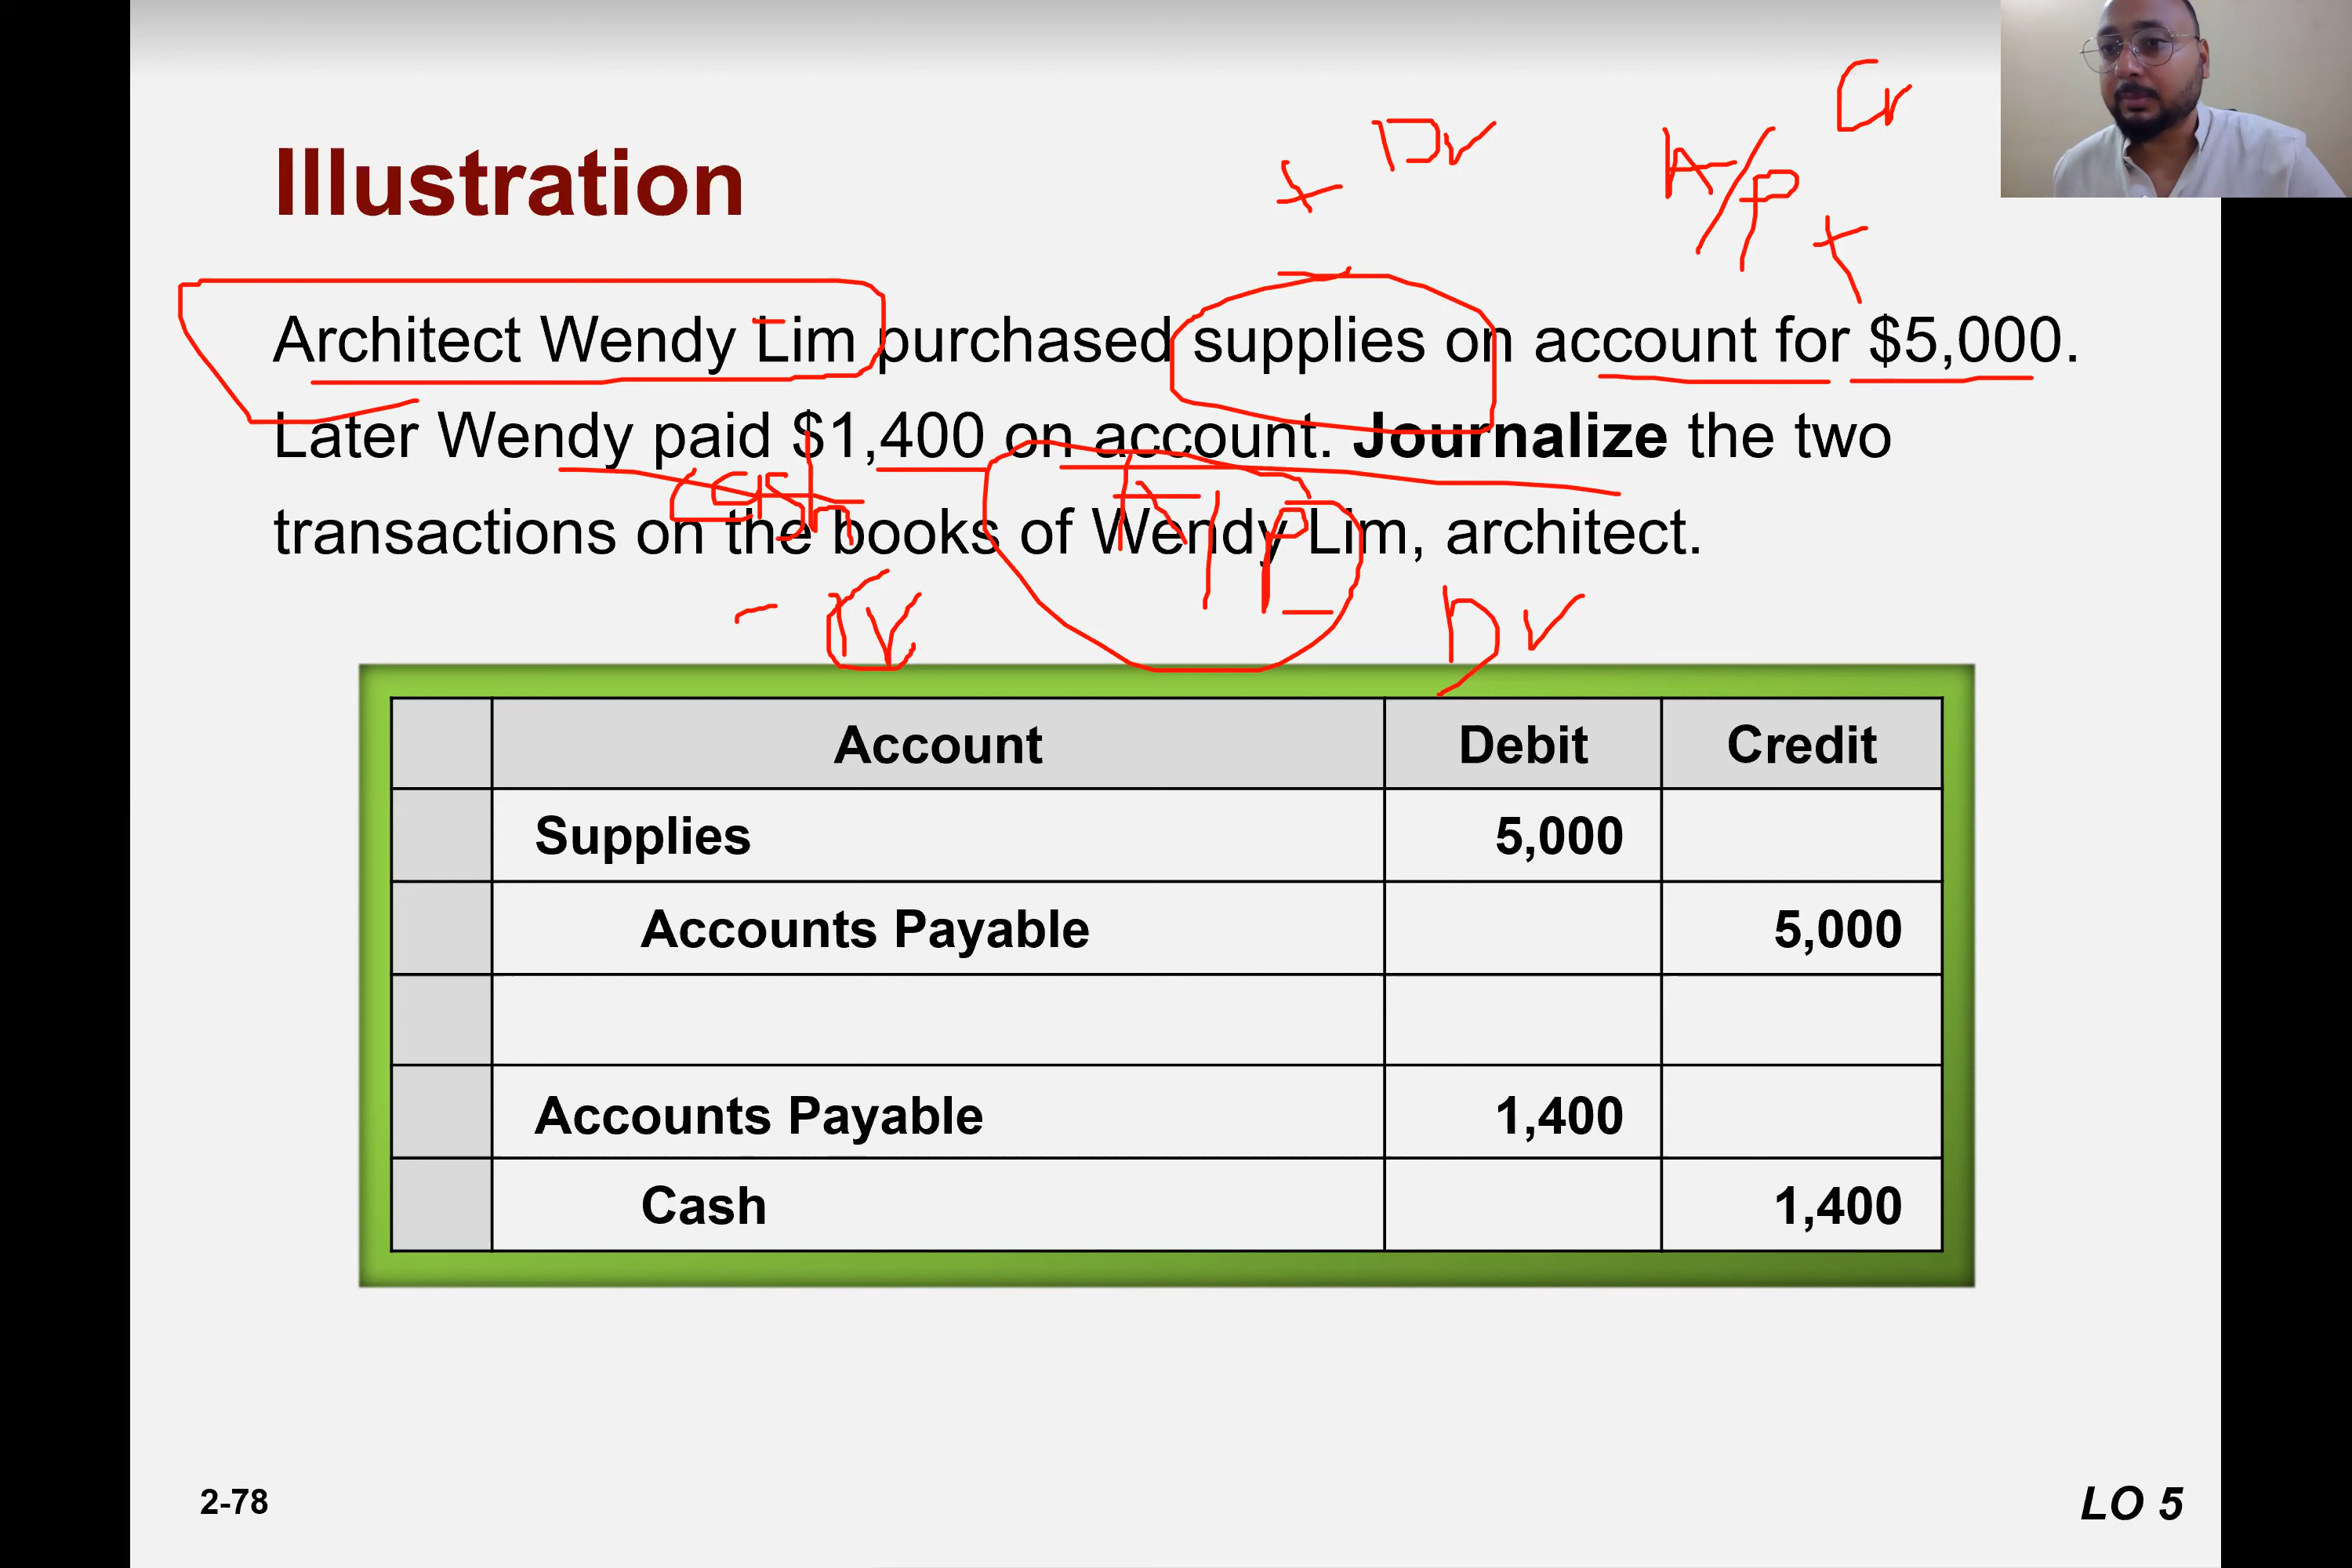 Cr
Dr
+
A/P
+
Illustration
Architect Wendy Lim purchased supplies on account for $5,000.
Later Wendy paid $1,400 on account. Journalize the two
transactions on the books of Wendy Lim, architect.
Cash
A/P
- Cr
Dr
Account Debit Credit
Supplies 5,000
Accounts Payable 5,000
Accounts Payable 1,400
Cash 1,400
2-78
LO 5